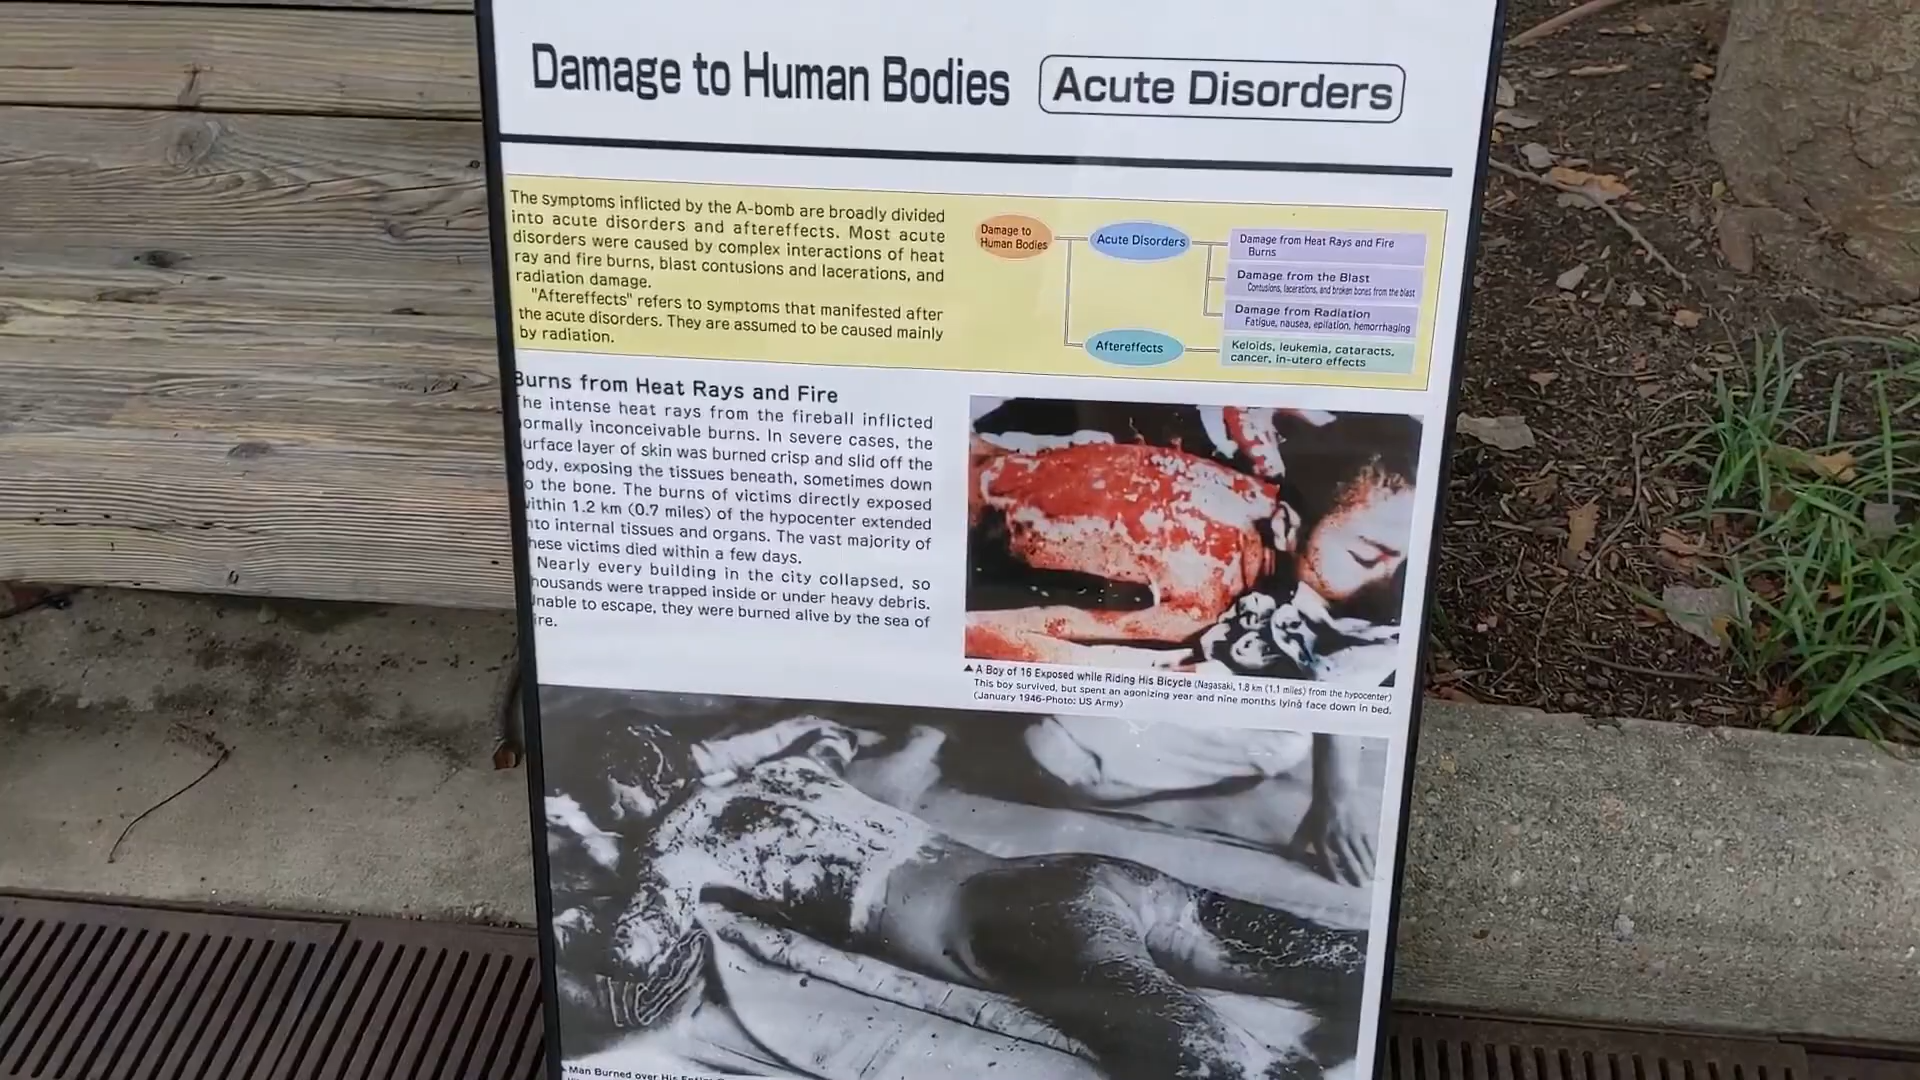 Damage to Human Bodies
Acute Disorders
The symptoms inflicted by the A-bomb are broadly divided
into acute disorders and aftereffects. Most acute
disorders were caused by complex interactions of heat
ray and fire burns, blast contusions and lacerations, and
radiation damage.
"Aftereffects" refers to symptoms that manifested after
the acute disorders. They are assumed to be caused mainly
by radiation.
Damage to
Human Bodies
Acute Disorders
Damage from Heat Rays and Fire
Burns
Damage from the Blast
Contusions, lacerations, and broken bones from the blast
Damage from Radiation
Fatigue, nausea, epilation, hemorrhaging
Aftereffects
Keloids, leukemia, cataracts,
cancer, in-utero effects
Burns from Heat Rays and Fire
The intense heat rays from the fireball inflicted
normally inconceivable burns. In severe cases, the
surface layer of skin was burned crisp and slid off the
body, exposing the tissues beneath, sometimes down
to the bone. The burns of victims directly exposed
within 1.2 km (0.7 miles) of the hypocenter extended
into internal tissues and organs. The vast majority of
these victims died within a few days.
Nearly every building in the city collapsed, so
thousands were trapped inside or under heavy debris.
Unable to escape, they were burned alive by the sea of
fire.
▲A Boy of 16 Exposed while Riding His Bicycle (Nagasaki, 1.8 km (1.1 miles) from the hypocenter)
This boy survived, but spent an agonizing year and nine months lying face down in bed.
(January 1946-Photo: US Army)
Man Burned over His